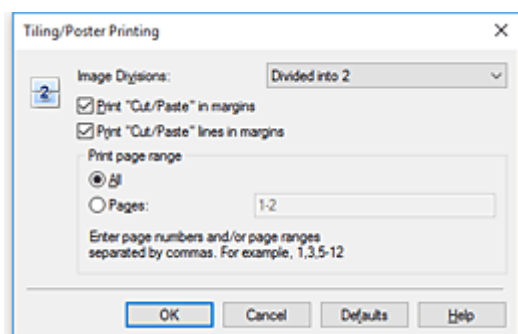 Tiling/Poster Printing
Image Divisions: Divided into 2
2
Print "Cut/Paste" in margins
Print "Cut/Paste" lines in margins
Print page range
All
Pages: 1-2
Enter page numbers and/or page ranges
separated by commas. For example, 1,3,5-12
OK Cancel Defaults Help